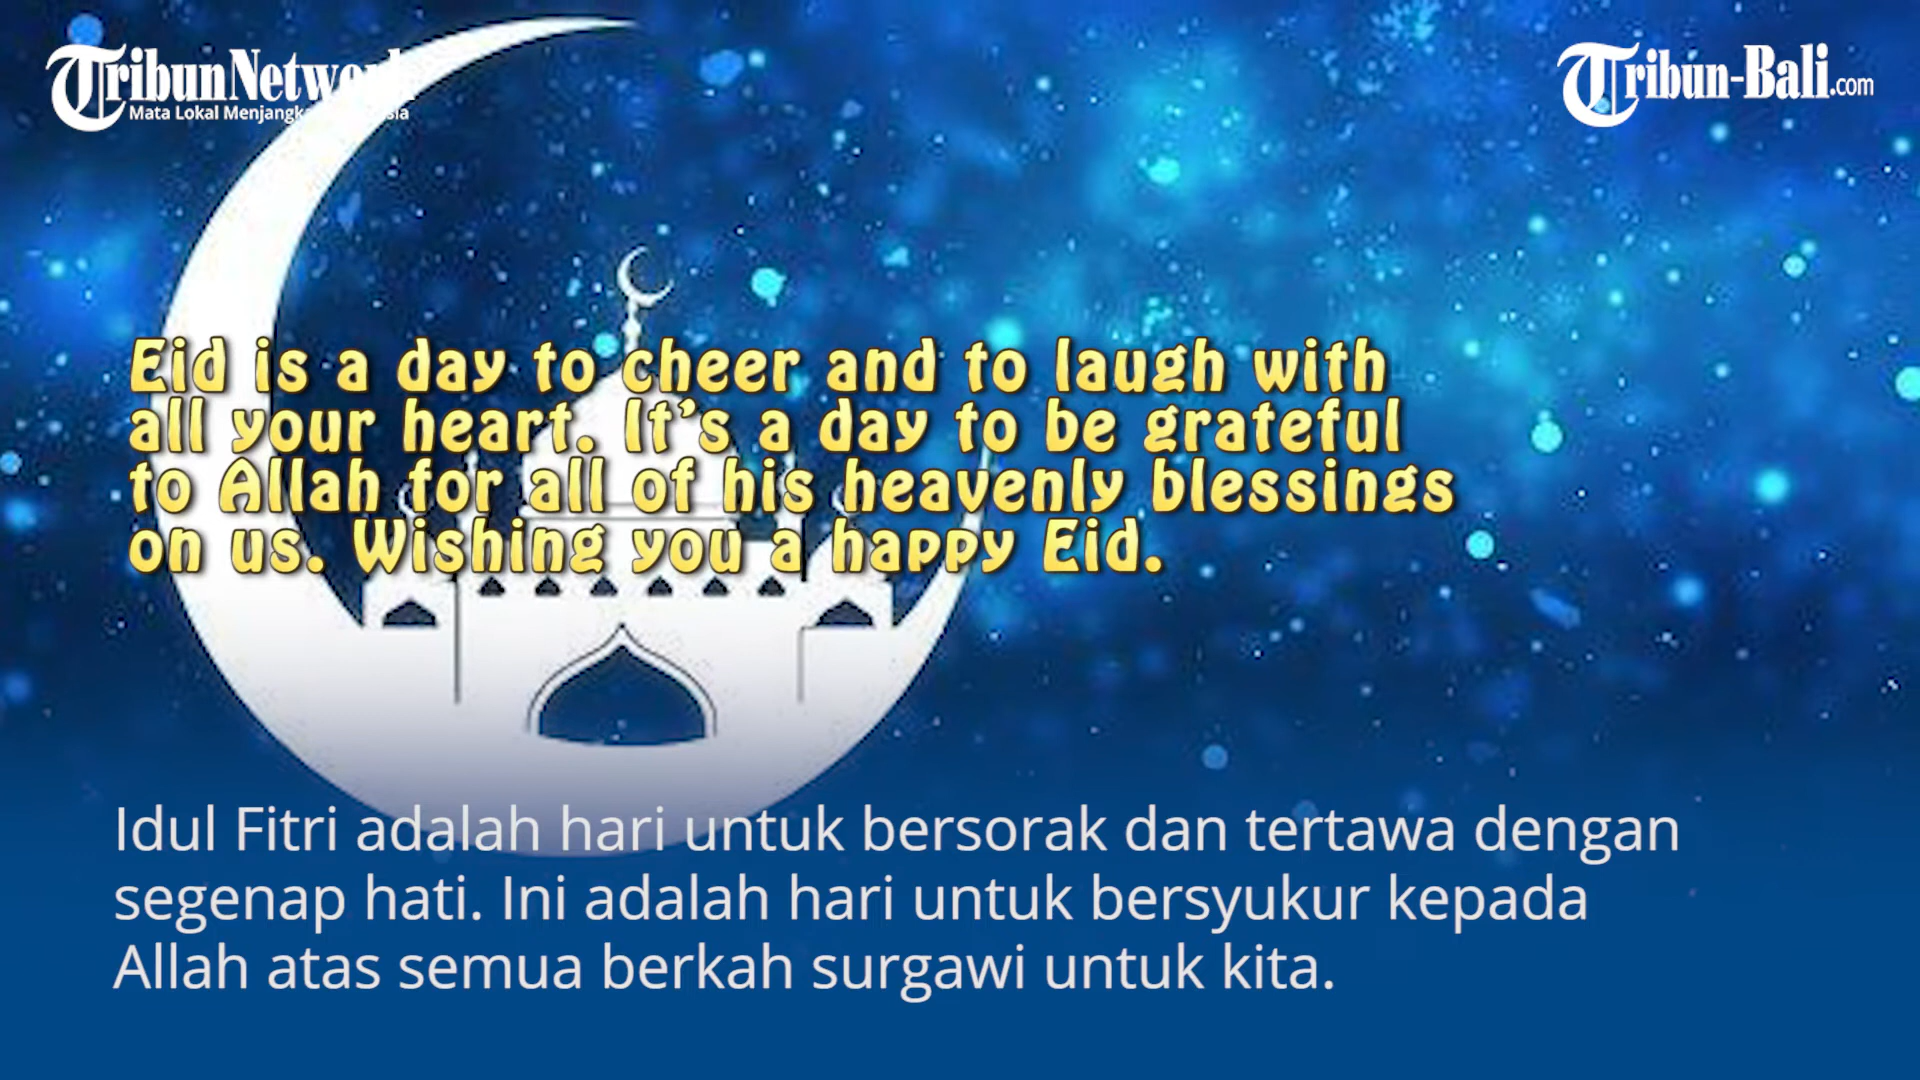 Tribun Network
Mata Lokal Menjangkau
Tribun-Bali.com
Eid is a day to cheer and to laugh with
all your heart. It's a day to be grateful
to Allah for all of his heavenly blessings
on us. Wishing you a happy Eid.
Idul Fitri adalah hari untuk bersorak dan tertawa dengan
segenap hati. Ini adalah hari untuk bersyukur kepada
Allah atas semua berkah surgawi untuk kita.